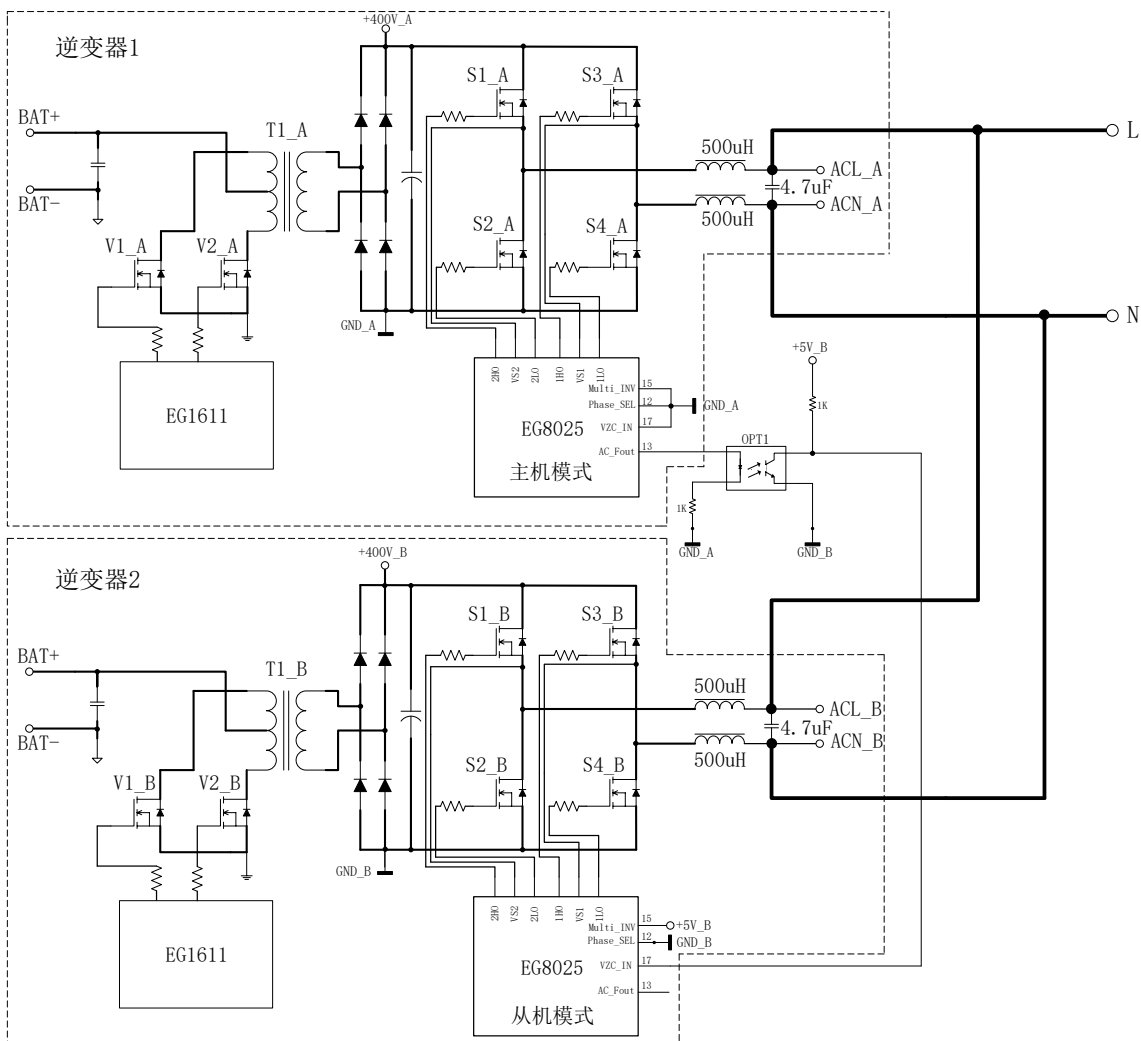 逆变器1
+400V_A
BAT+
BAT-
T1_A
V1_A
V2_A
EG1611
S1_A
S3_A
S2_A
S4_A
GND_A
500uH
500uH
4.7uF
ACL_A
ACN_A
L
N
2HO
VS2
2LO
1HO
VS1
1LO
Multi_INV
15
Phase_SEL
12
GND_A
VZC_IN
17
AC_Fout
13
EG8025
主机模式
+5V_B
1K
OPT1
1K
GND_A
GND_B
逆变器2
+400V_B
BAT+
BAT-
T1_B
V1_B
V2_B
EG1611
S1_B
S3_B
S2_B
S4_B
GND_B
500uH
500uH
4.7uF
ACL_B
ACN_B
2HO
VS2
2LO
1HO
VS1
1LO
Multi_INV
15
+5V_B
Phase_SEL
12
GND_B
VZC_IN
17
AC_Fout
13
EG8025
从机模式